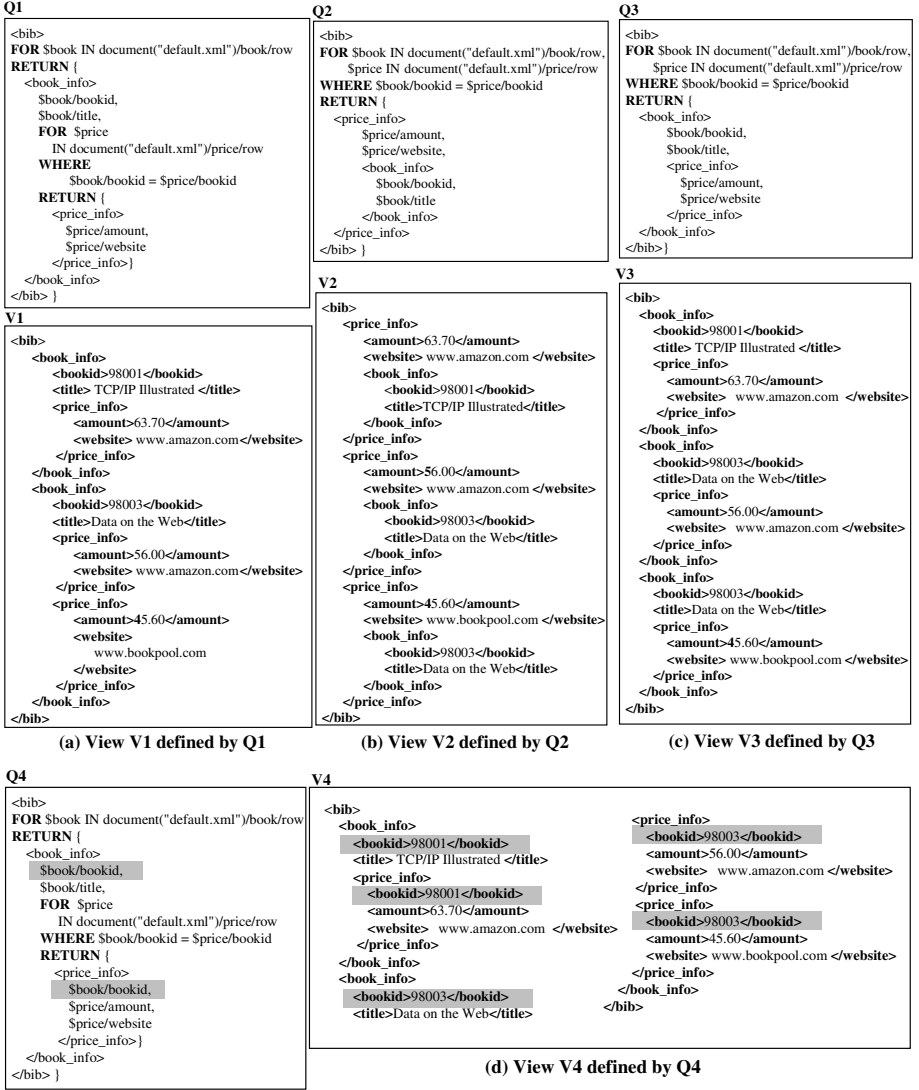 Q1
<bib>
FOR $book IN document("default.xml")/book/row
RETURN {
<book_info>
$book/bookid,
$book/title,
FOR $price
IN document("default.xml")/price/row
WHERE
$book/bookid = $price/bookid
RETURN {
<price_info>
$price/amount,
$price/website
</price_info>}
</book_info>
</bib> }
Q2
<bib>
FOR $book IN document("default.xml")/book/row,
$price IN document("default.xml")/price/row
WHERE $book/bookid = $price/bookid
RETURN {
<price_info>
$price/amount,
$price/website,
<book_info>
$book/bookid,
$book/title
</book_info>
</price_info>
</bib> }
Q3
<bib>
FOR $book IN document("default.xml")/book/row,
$price IN document("default.xml")/price/row
WHERE $book/bookid = $price/bookid
RETURN {
<book_info>
$book/bookid,
$book/title,
<price_info>
$price/amount,
$price/website
</price_info>
</book_info>
</bib>}
V1
<bib>
<book_info>
<bookid>98001</bookid>
<title> TCP/IP Illustrated </title>
<price_info>
<amount>63.70</amount>
<website> www.amazon.com</website>
</price_info>
</book_info>
<book_info>
<bookid>98003</bookid>
<title>Data on the Web</title>
<price_info>
<amount>56.00</amount>
<website> www.amazon.com</website>
</price_info>
<price_info>
<amount>45.60</amount>
<website>
www.bookpool.com
</website>
</price_info>
</book_info>
</bib>
(a) View V1 defined by Q1
V2
<bib>
<price_info>
<amount>63.70</amount>
<website> www.amazon.com </website>
<book_info>
<bookid>98001</bookid>
<title>TCP/IP Illustrated</title>
</book_info>
</price_info>
<price_info>
<amount>56.00</amount>
<website> www.amazon.com </website>
<book_info>
<bookid>98003</bookid>
<title>Data on the Web</title>
</book_info>
</price_info>
<price_info>
<amount>45.60</amount>
<website> www.bookpool.com </website>
<book_info>
<bookid>98003</bookid>
<title>Data on the Web</title>
</book_info>
</price_info>
</bib>
(b) View V2 defined by Q2
V3
<bib>
<book_info>
<bookid>98001</bookid>
<title> TCP/IP Illustrated </title>
<price_info>
<amount>63.70</amount>
<website> www.amazon.com </website>
</price_info>
</book_info>
<book_info>
<bookid>98003</bookid>
<title>Data on the Web</title>
<price_info>
<amount>56.00</amount>
<website> www.amazon.com </website>
</price_info>
</book_info>
<book_info>
<bookid>98003</bookid>
<title>Data on the Web</title>
<price_info>
<amount>45.60</amount>
<website> www.bookpool.com </website>
</price_info>
</book_info>
</bib>
(c) View V3 defined by Q3
Q4
<bib>
FOR $book IN document("default.xml")/book/row
RETURN {
<book_info>
$book/bookid,
$book/title,
FOR $price
IN document("default.xml")/price/row
WHERE $book/bookid = $price/bookid
RETURN {
<price_info>
$book/bookid,
$price/amount,
$price/website
</price_info>}
</book_info>
</bib> }
V4
<bib>
<book_info>
<bookid>98001</bookid>
<title> TCP/IP Illustrated </title>
<price_info>
<bookid>98001</bookid>
<amount>63.70</amount>
<website> www.amazon.com </website>
</price_info>
</book_info>
<book_info>
<bookid>98003</bookid>
<title>Data on the Web</title>
<price_info>
<bookid>98003</bookid>
<amount>56.00</amount>
<website> www.amazon.com </website>
</price_info>
<price_info>
<bookid>98003</bookid>
<amount>45.60</amount>
<website> www.bookpool.com </website>
</price_info>
</book_info>
</bib>
(d) View V4 defined by Q4